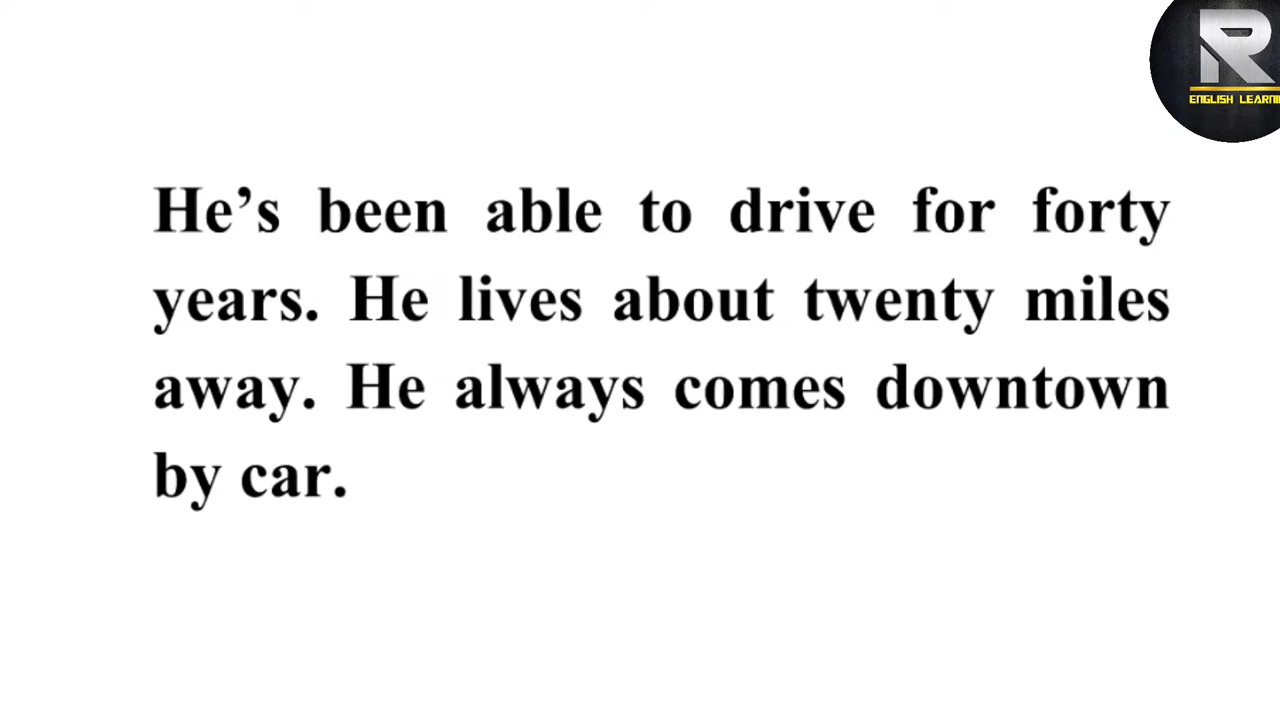 R
ENGLISH LEARNI
He’s been able to drive for forty
years. He lives about twenty miles
away. He always comes downtown
by car.